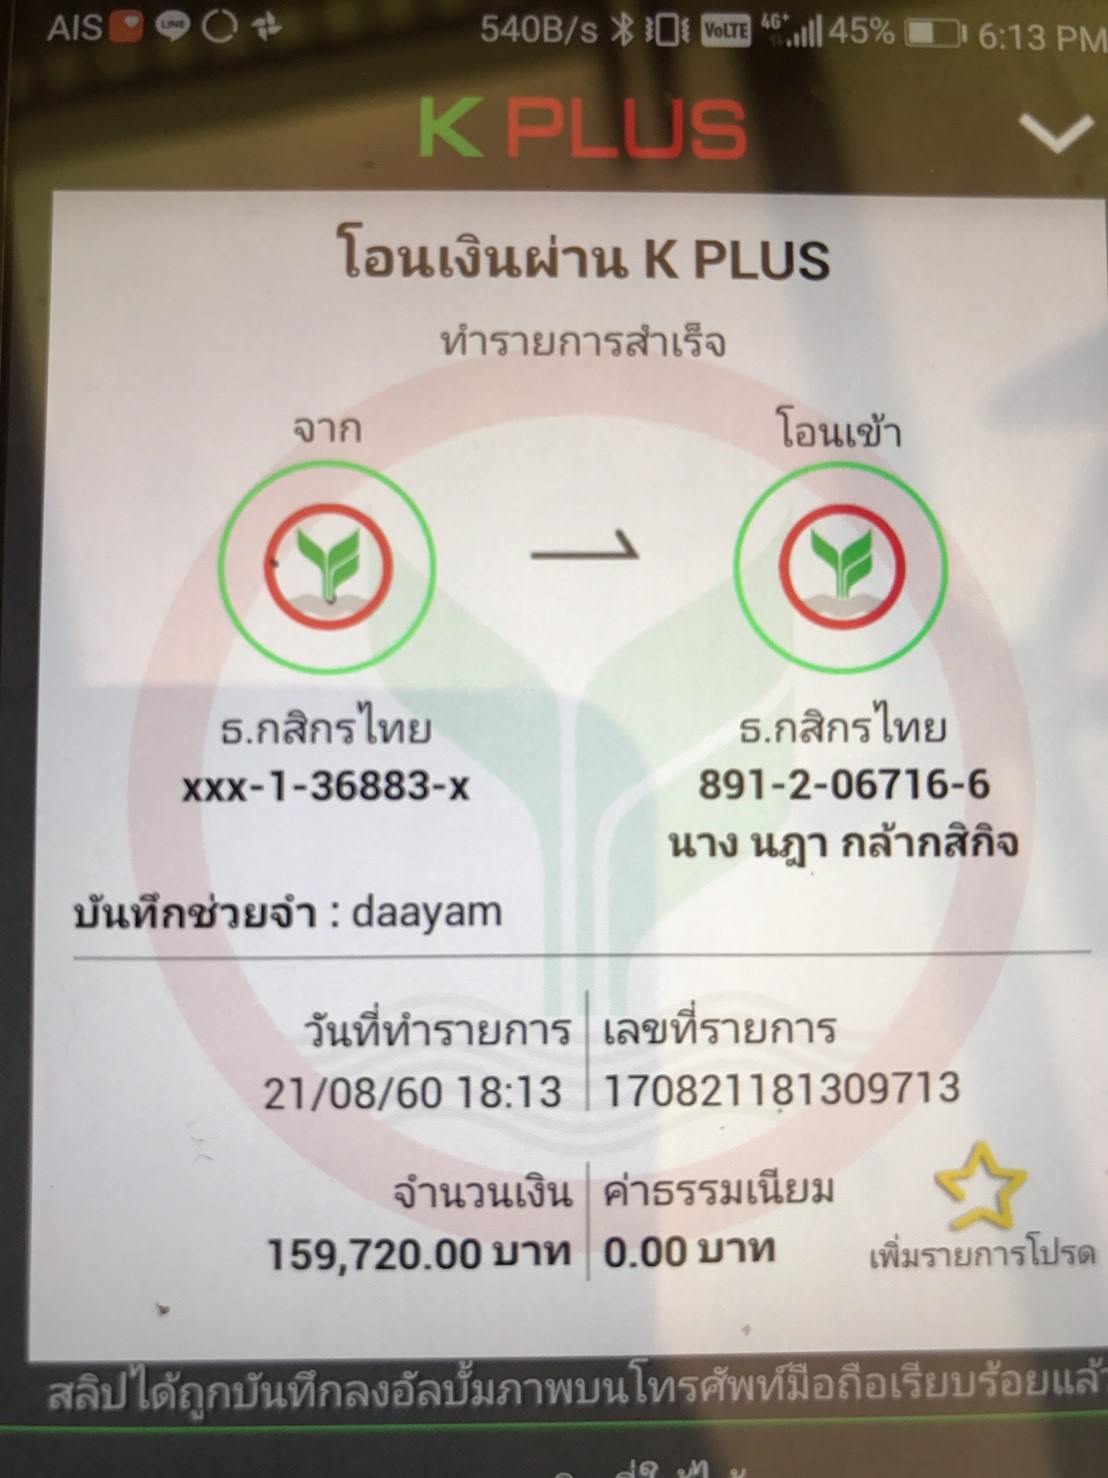 AIS LINE 540B/s VoLTE 4G+ 45% 6:13 PM
K PLUS
โอนเงินผ่าน K PLUS
ทำรายการสำเร็จ
จาก โอนเข้า
ธ.กสิกรไทย ธ.กสิกรไทย
xxx-1-36883-x 891-2-06716-6
นาง นฎา กล้ากสิกิจ
บันทึกช่วยจำ : daayam
วันที่ทำรายการ เลขที่รายการ
21/08/60 18:13 170821181309713
จำนวนเงิน ค่าธรรมเนียม
159,720.00 บาท 0.00 บาท
เพิ่มรายการโปรด
สลิปได้ถูกบันทึกลงอัลบั้มภาพบนโทรศัพท์มือถือเรียบร้อยแล้ว